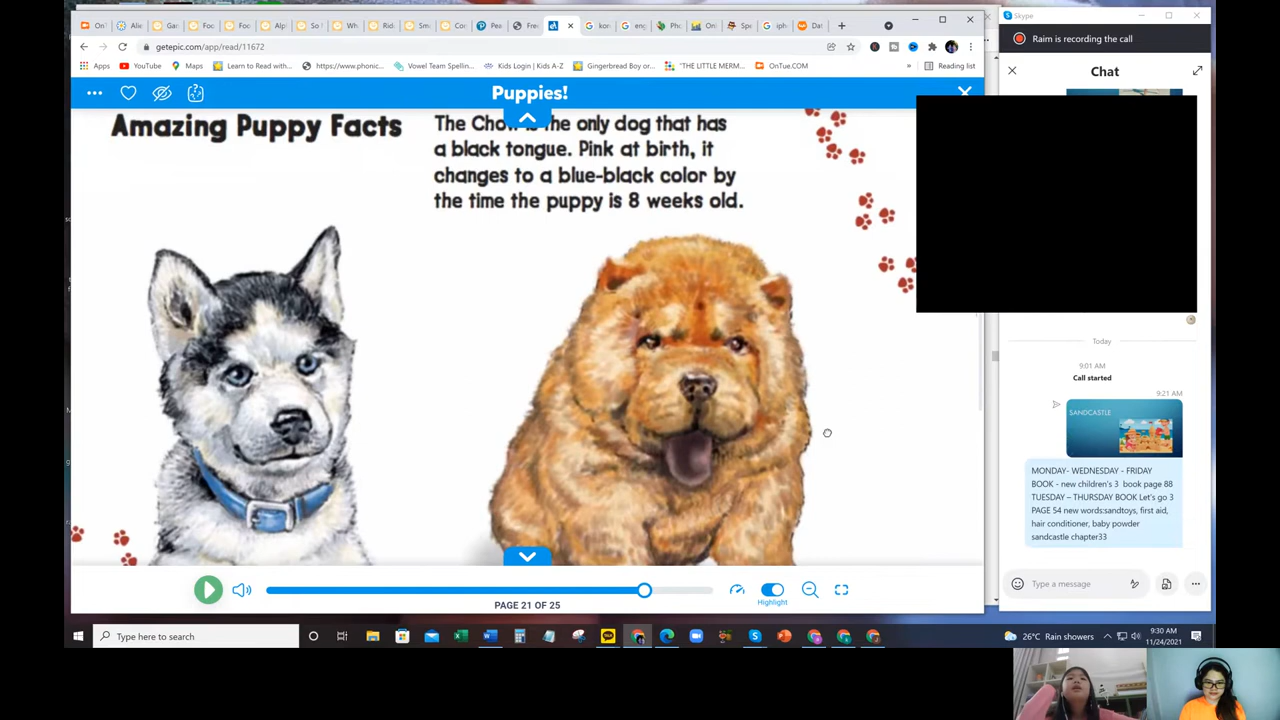 getepic.com/app/read/11672
Apps YouTube Maps Learn to Read with... https://www.phonic... Vowel Team Spellin... Kids Login | Kids A-Z Gingerbread Boy or... "THE LITTLE MERM... OnTue.COM » Reading list
Puppies!
Amazing Puppy Facts
The Chow is the only dog that has
a black tongue. Pink at birth, it
changes to a blue-black color by
the time the puppy is 8 weeks old.
Highlight
PAGE 21 OF 25
Skype
Raim is recording the call
Chat
Today
9:01 AM
Call started
9:21 AM
SANDCASTLE
MONDAY- WEDNESDAY - FRIDAY
BOOK - new children's 3 book page 88
TUESDAY – THURSDAY BOOK Let's go 3
PAGE 54 new words:sandtoys, first aid,
hair conditioner, baby powder
sandcastle chapter33
Type a message
Type here to search
26°C Rain showers
9:30 AM
11/24/2021